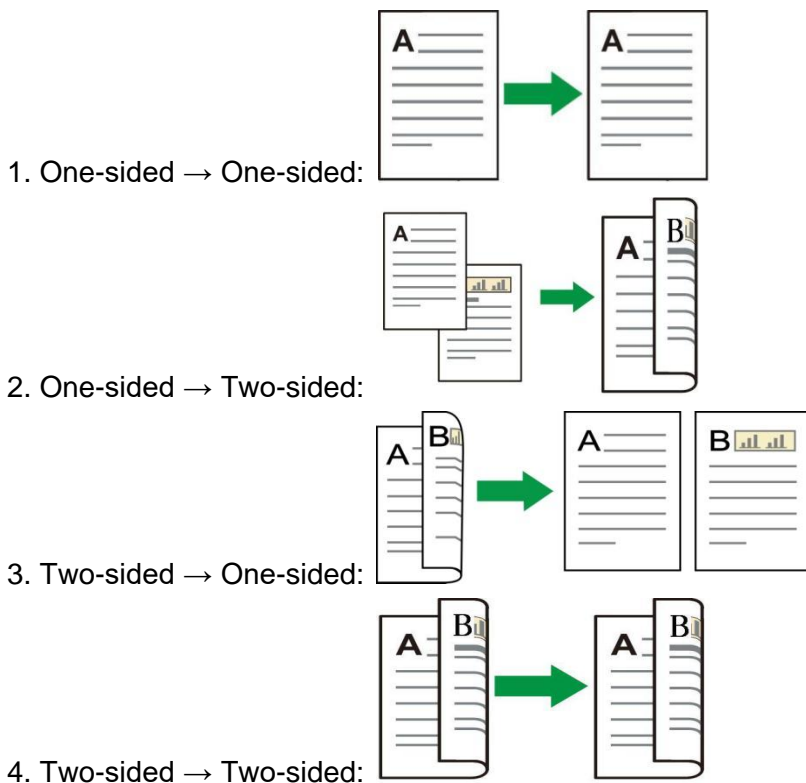 A A
1. One-sided → One-sided:
A A B
2. One-sided → Two-sided:
A B A B
3. Two-sided → One-sided:
A B A B
4. Two-sided → Two-sided: